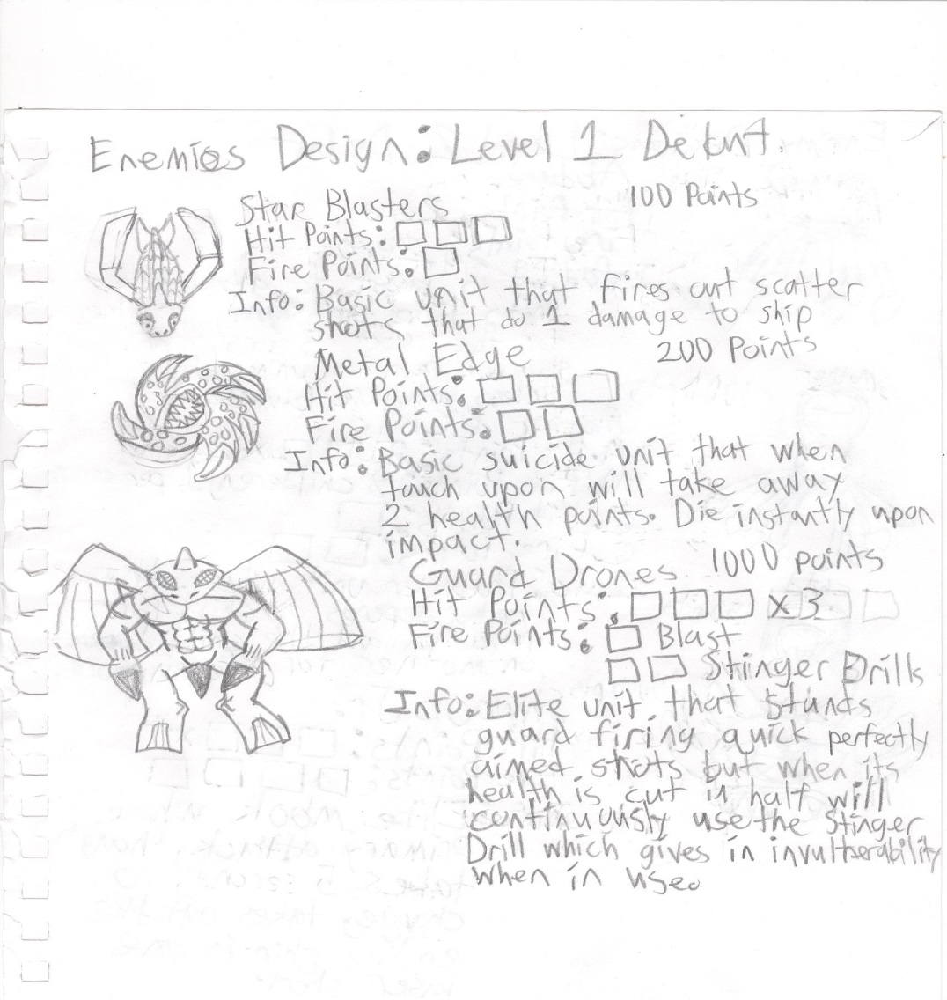 Enemies Design: Level 1 Debut.
Star Blasters 100 Points
Hit Points: □ □ □
Fire Points: □
Info: Basic unit that fires out scatter
shots that do 1 damage to ship
Metal Edge 200 Points
Hit Points: □ □ □
Fire Points: □ □
Info: Basic suicide unit that when
touch upon will take away
2 health points. Die instantly upon
impact.
Guard Drones 1000 points
Hit Points: □ □ □ x3
Fire Points: □ Blast
□ □ Stinger Drills
Info: Elite unit that stands
guard firing quick perfectly
aimed shots but when its
health is cut in half will
continuously use the Stinger
Drill which gives in invulterability
when in use.